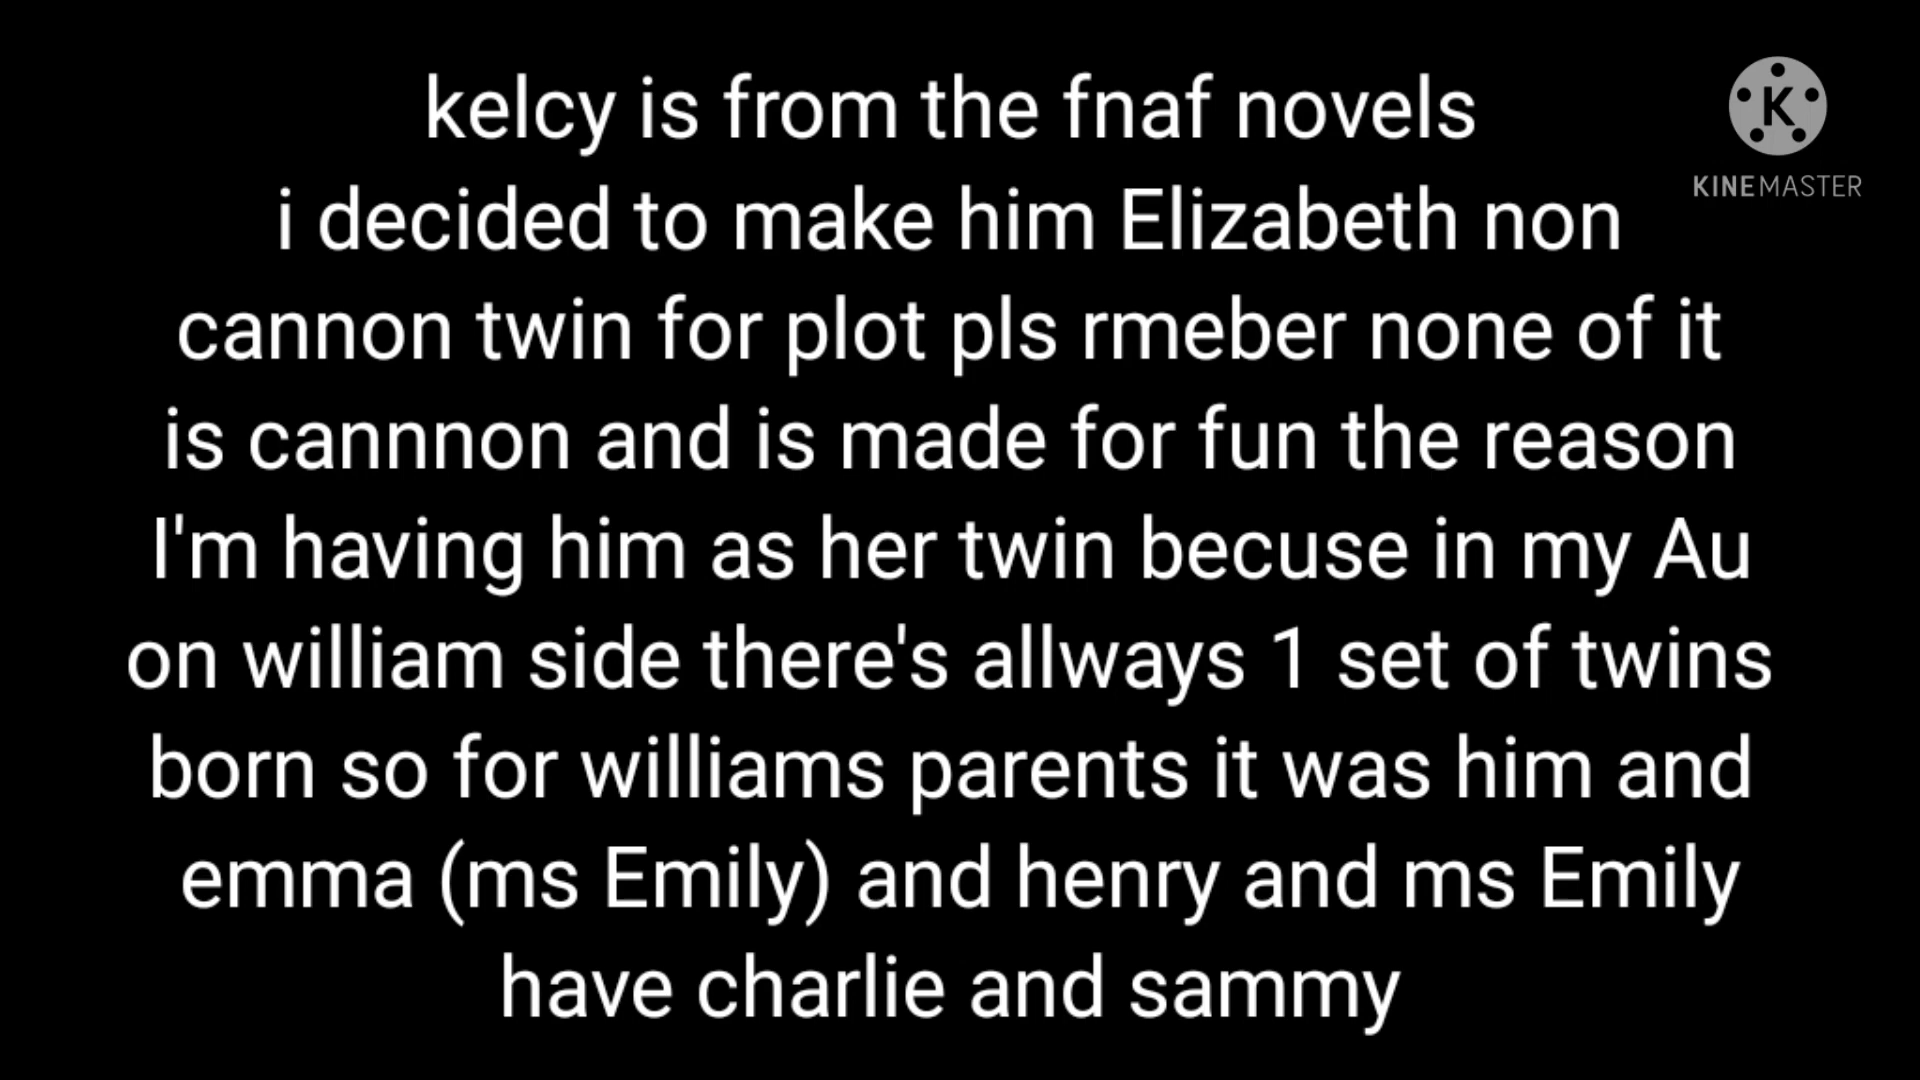 kelcy is from the fnaf novels
i decided to make him Elizabeth non
cannon twin for plot pls rmeber none of it
is cannnon and is made for fun the reason
I'm having him as her twin becuse in my Au
on william side there's allways 1 set of twins
born so for williams parents it was him and
emma (ms Emily) and henry and ms Emily
have charlie and sammy
K
KINEMASTER